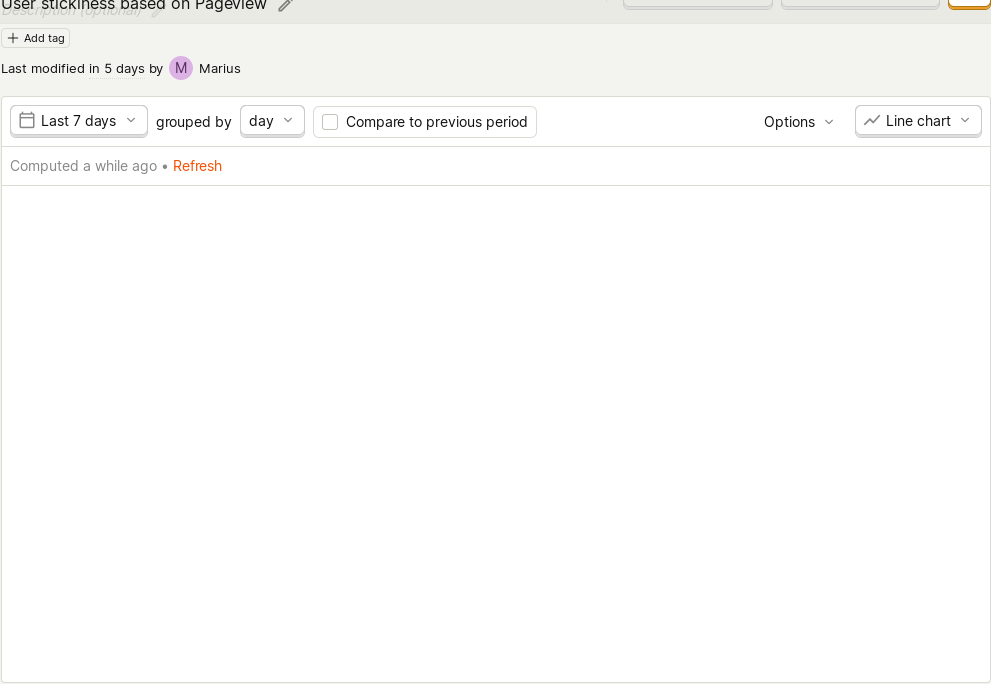 User stickiness based on Pageview
Description (optional)
Add tag
Last modified in 5 days by M Marius
Last 7 days grouped by day Compare to previous period Options Line chart
Computed a while ago • Refresh